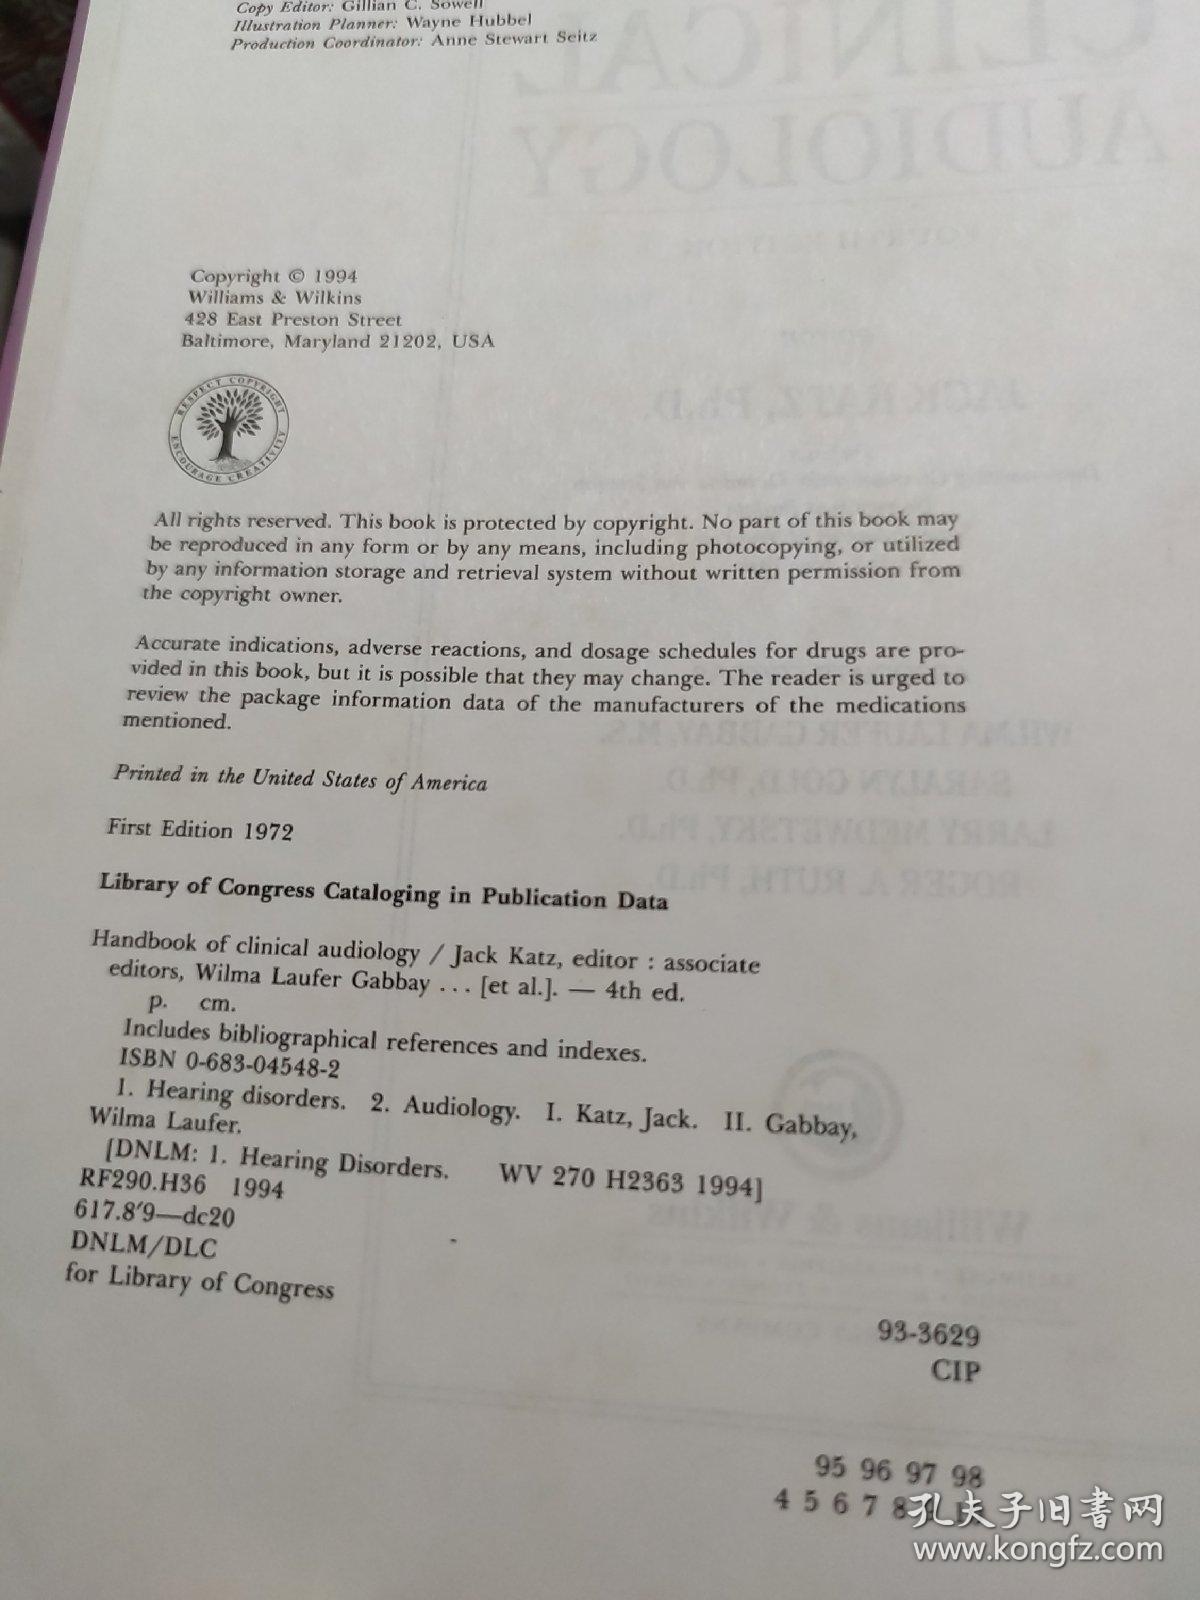 Copy Editor: Gillian C. Sowell
Illustration Planner: Wayne Hubbel
Production Coordinator: Anne Stewart Seitz
Copyright © 1994
Williams & Wilkins
428 East Preston Street
Baltimore, Maryland 21202, USA
RESPECT COPYRIGHT
ENCOURAGE CREATIVITY
All rights reserved. This book is protected by copyright. No part of this book may
be reproduced in any form or by any means, including photocopying, or utilized
by any information storage and retrieval system without written permission from
the copyright owner.
Accurate indications, adverse reactions, and dosage schedules for drugs are pro-
vided in this book, but it is possible that they may change. The reader is urged to
review the package information data of the manufacturers of the medications
mentioned.
Printed in the United States of America
First Edition 1972
Library of Congress Cataloging in Publication Data
Handbook of clinical audiology / Jack Katz, editor : associate
editors, Wilma Laufer Gabbay ... [et al.]. — 4th ed.
p. cm.
Includes bibliographical references and indexes.
ISBN 0-683-04548-2
1. Hearing disorders. 2. Audiology. I. Katz, Jack. II. Gabbay,
Wilma Laufer.
[DNLM: 1. Hearing Disorders. WV 270 H2363 1994]
RF290.H36 1994
617.8′9—dc20
DNLM/DLC
for Library of Congress
93-3629
CIP
95 96 97 98
4 5 6 7 8
孔夫子旧书网
www.kongfz.com